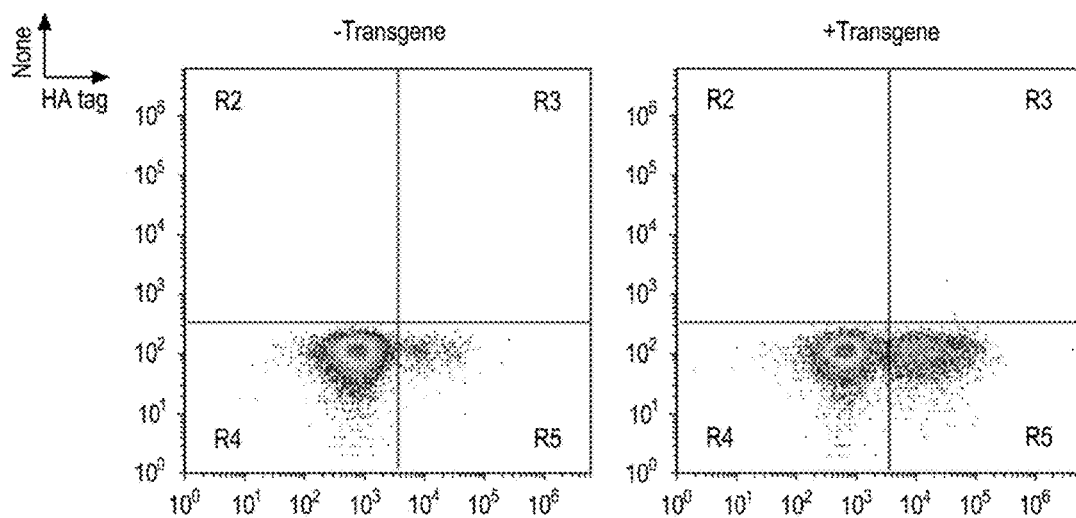 -Transgene
+Transgene
None
HA tag
R2
R3
R4
R5
10⁶
10⁵
10⁴
10³
10²
10¹
10⁰
10⁰ 10¹ 10² 10³ 10⁴ 10⁵ 10⁶
R2
R3
R4
R5
10⁶
10⁵
10⁴
10³
10²
10¹
10⁰
10⁰ 10¹ 10² 10³ 10⁴ 10⁵ 10⁶